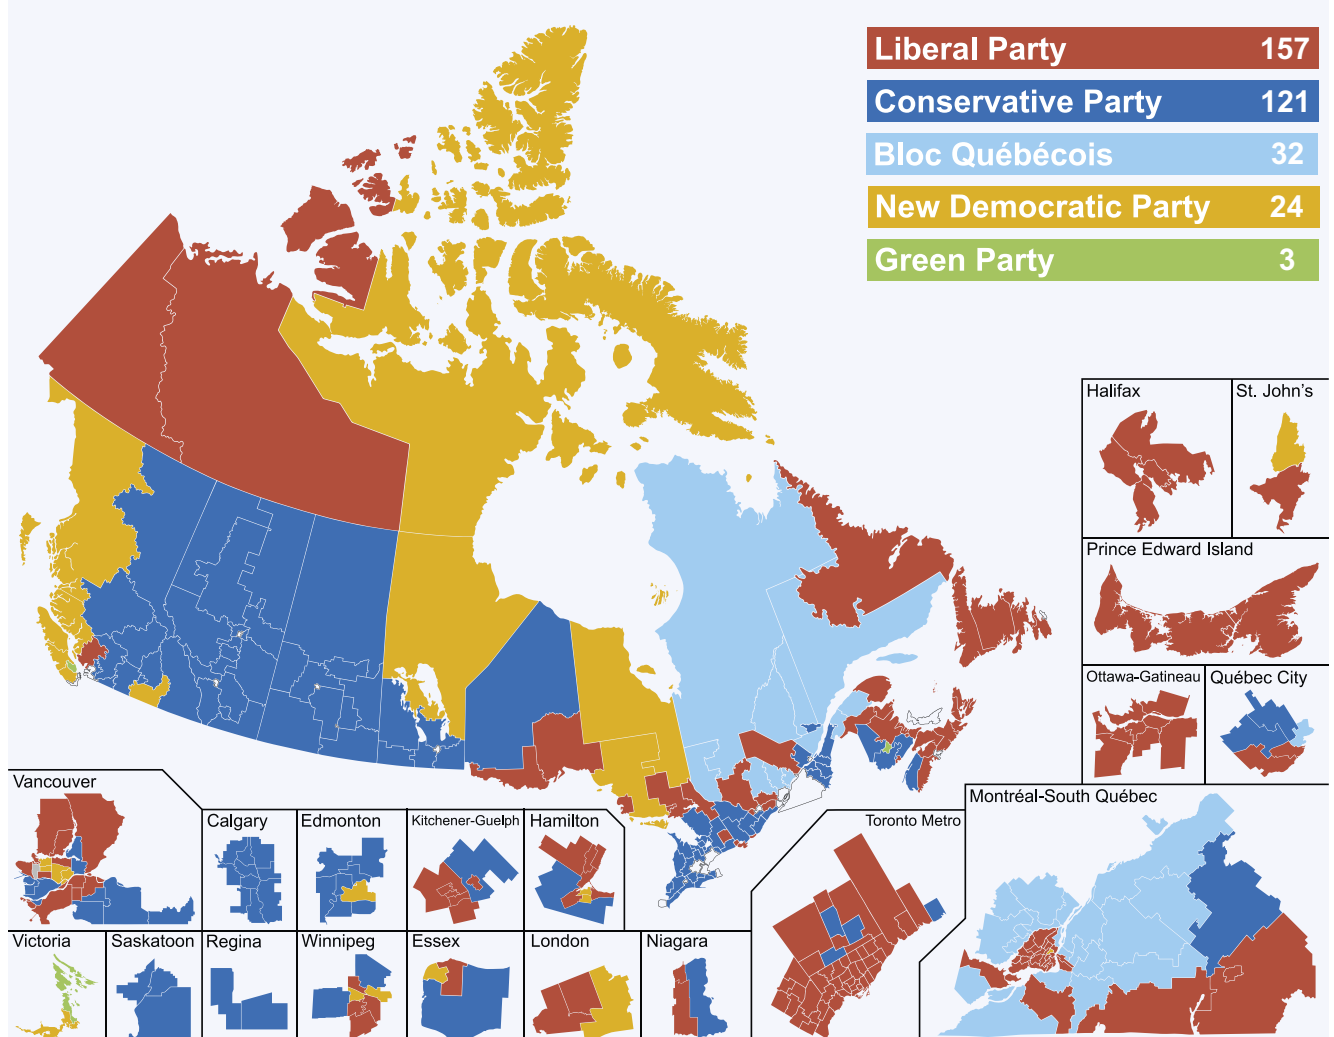 Liberal Party 157
Conservative Party 121
Bloc Québécois 32
New Democratic Party 24
Green Party 3
Halifax
St. John's
Prince Edward Island
Ottawa-Gatineau
Québec City
Vancouver
Calgary
Edmonton
Kitchener-Guelph
Hamilton
Toronto Metro
Montréal-South Québec
Victoria
Saskatoon
Regina
Winnipeg
Essex
London
Niagara